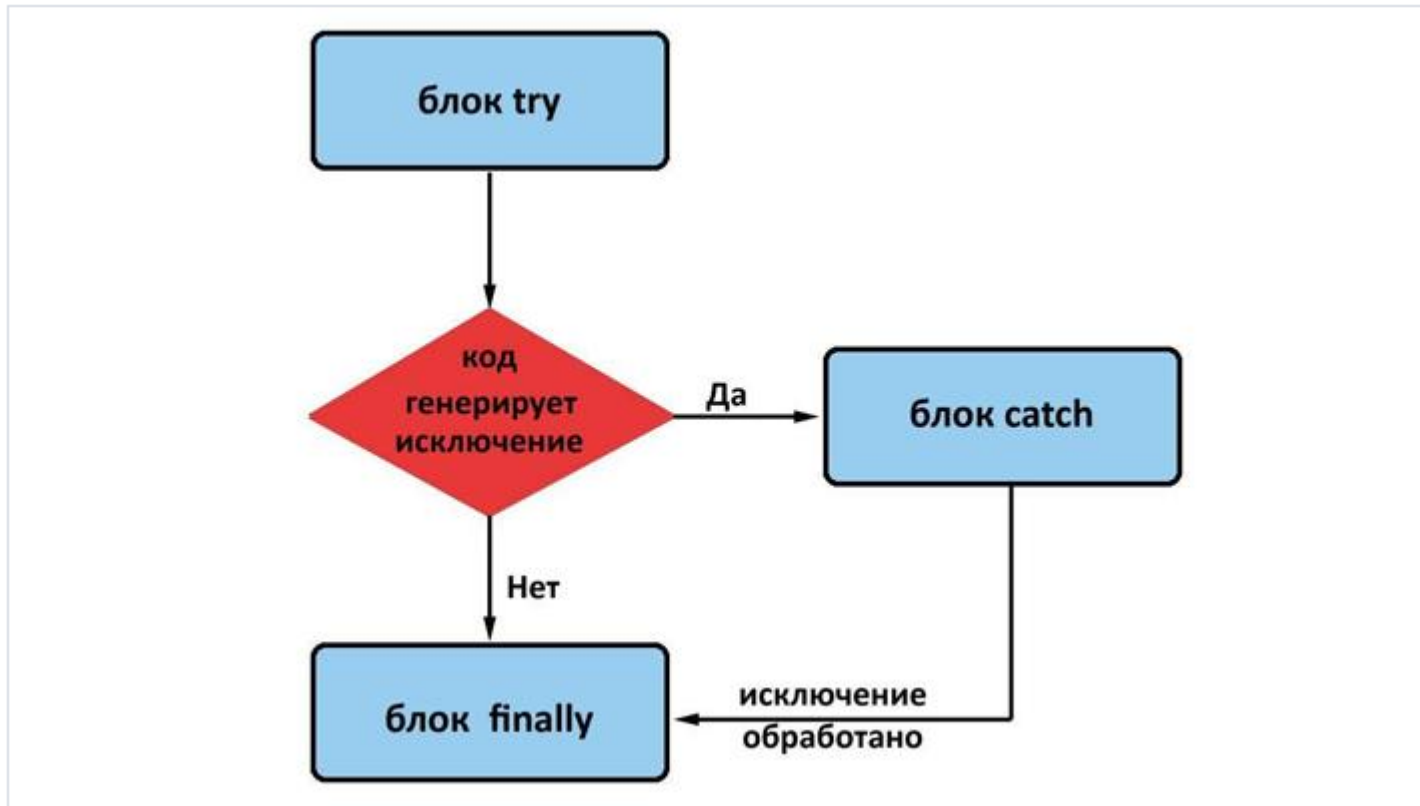 блок try
код
генерирует
исключение
Да
блок catch
Нет
блок finally
исключение
обработано